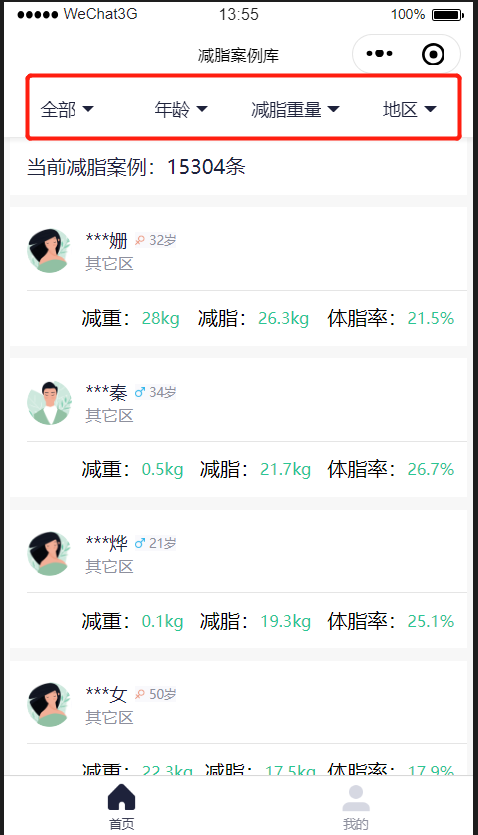 WeChat3G 13:55 100%
减脂案例库
全部 年龄 减脂重量 地区
当前减脂案例：15304条
***姗 32岁
其它区
减重：28kg 减脂：26.3kg 体脂率：21.5%
***秦 34岁
其它区
减重：0.5kg 减脂：21.7kg 体脂率：26.7%
***烨 21岁
其它区
减重：0.1kg 减脂：19.3kg 体脂率：25.1%
***女 50岁
其它区
减重：22.3kg 减脂：17.5kg 体脂率：17.9%
首页 我的